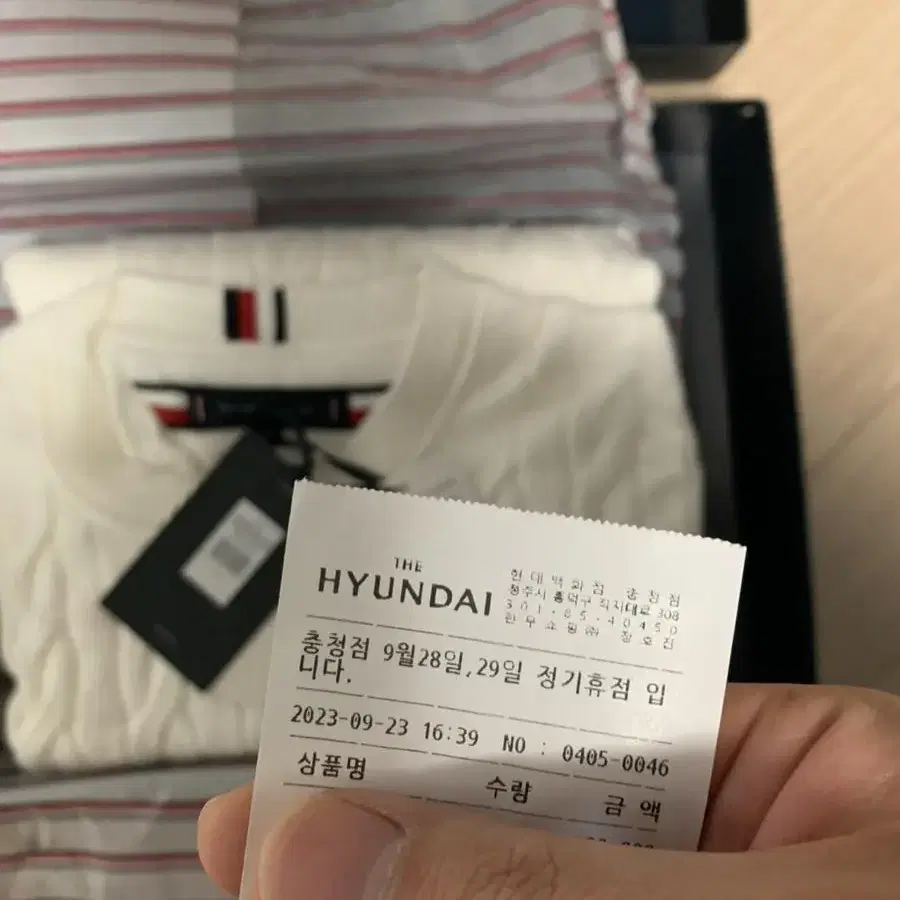 THE
HYUNDAI
현대백화점 충청점
청주시 흥덕구 직지대로 308
301-85-40450
한무쇼핑㈜ 정호진
충청점 9월28일,29일 정기휴점 입
니다.
2023-09-23 16:39 NO : 0405-0046
상품명 수량 금액